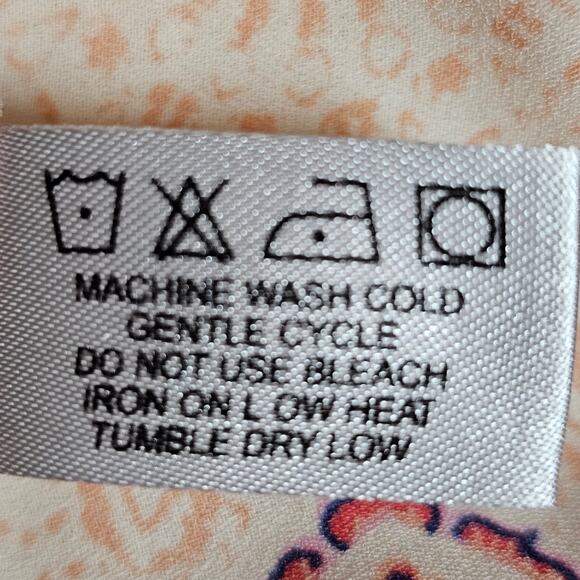 MACHINE WASH COLD
GENTLE CYCLE
DO NOT USE BLEACH
IRON ON LOW HEAT
TUMBLE DRY LOW